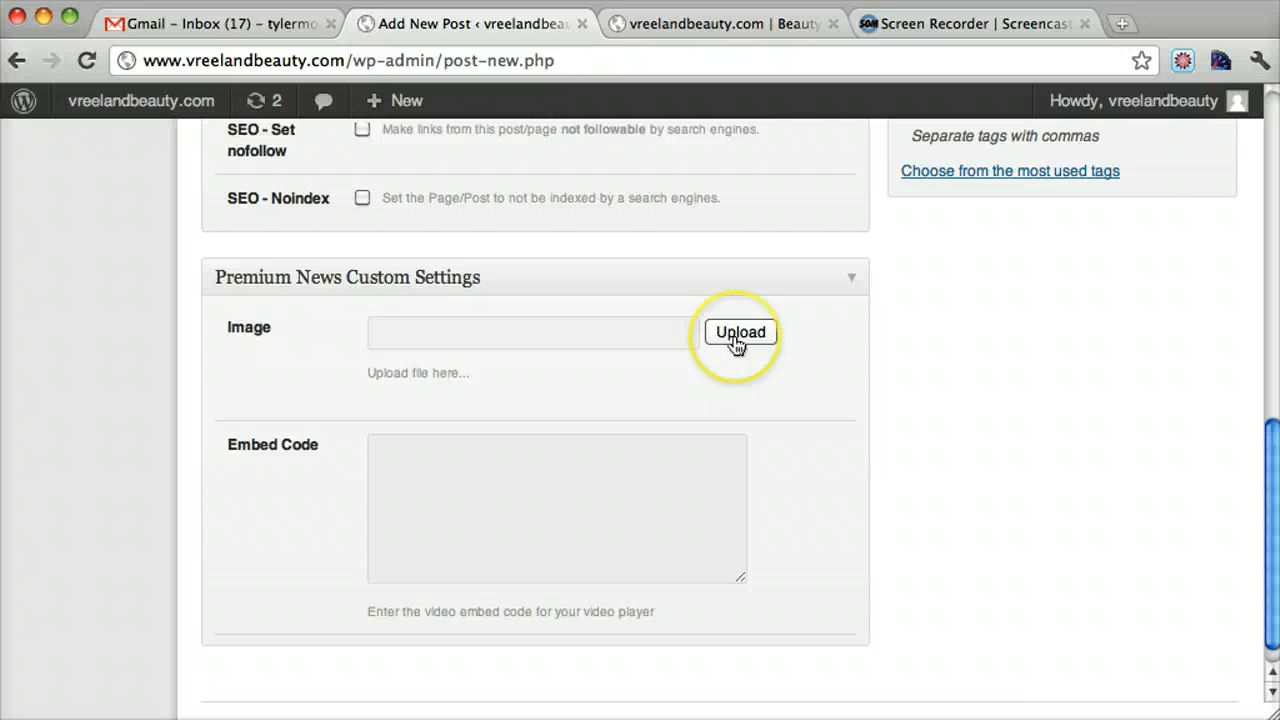 Gmail - Inbox (17) - tylermo
Add New Post ‹ vreelandbeau
vreelandbeauty.com | Beauty
SOM Screen Recorder | Screencast
www.vreelandbeauty.com/wp-admin/post-new.php
vreelandbeauty.com 2 + New Howdy, vreelandbeauty
SEO - Set nofollow
Make links from this post/page not followable by search engines.
SEO - Noindex
Set the Page/Post to not be indexed by a search engines.
Separate tags with commas
Choose from the most used tags
Premium News Custom Settings
Image
Upload
Upload file here...
Embed Code
Enter the video embed code for your video player